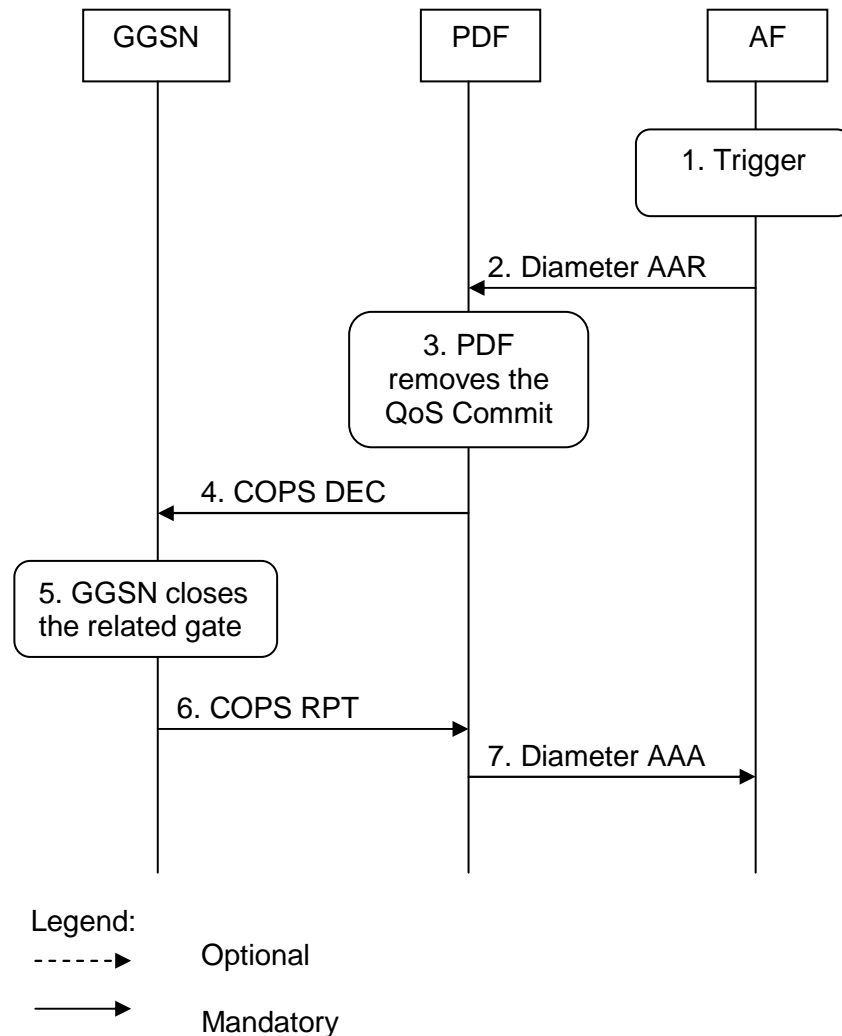 GGSN
PDF
AF
1. Trigger
2. Diameter AAR
3. PDF
removes the
QoS Commit
4. COPS DEC
5. GGSN closes
the related gate
6. COPS RPT
7. Diameter AAA
Legend:
Optional
Mandatory